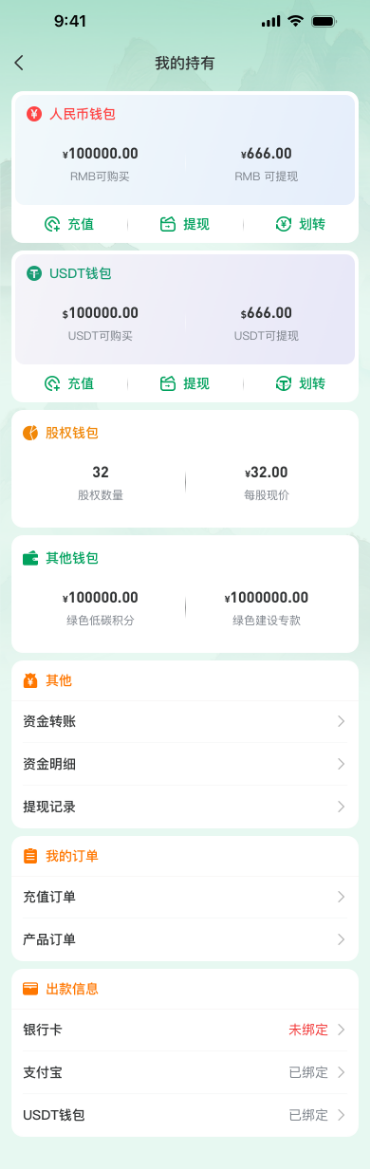 9:41
我的持有
人民币钱包
¥100000.00 ¥666.00
RMB可购买 RMB 可提现
充值 提现 划转
USDT钱包
$100000.00 $666.00
USDT可购买 USDT可提现
充值 提现 划转
股权钱包
32 ¥32.00
股权数量 每股现价
其他钱包
¥100000.00 ¥1000000.00
绿色低碳积分 绿色建设专款
其他
资金转账
资金明细
提现记录
我的订单
充值订单
产品订单
出款信息
银行卡 未绑定
支付宝 已绑定
USDT钱包 已绑定